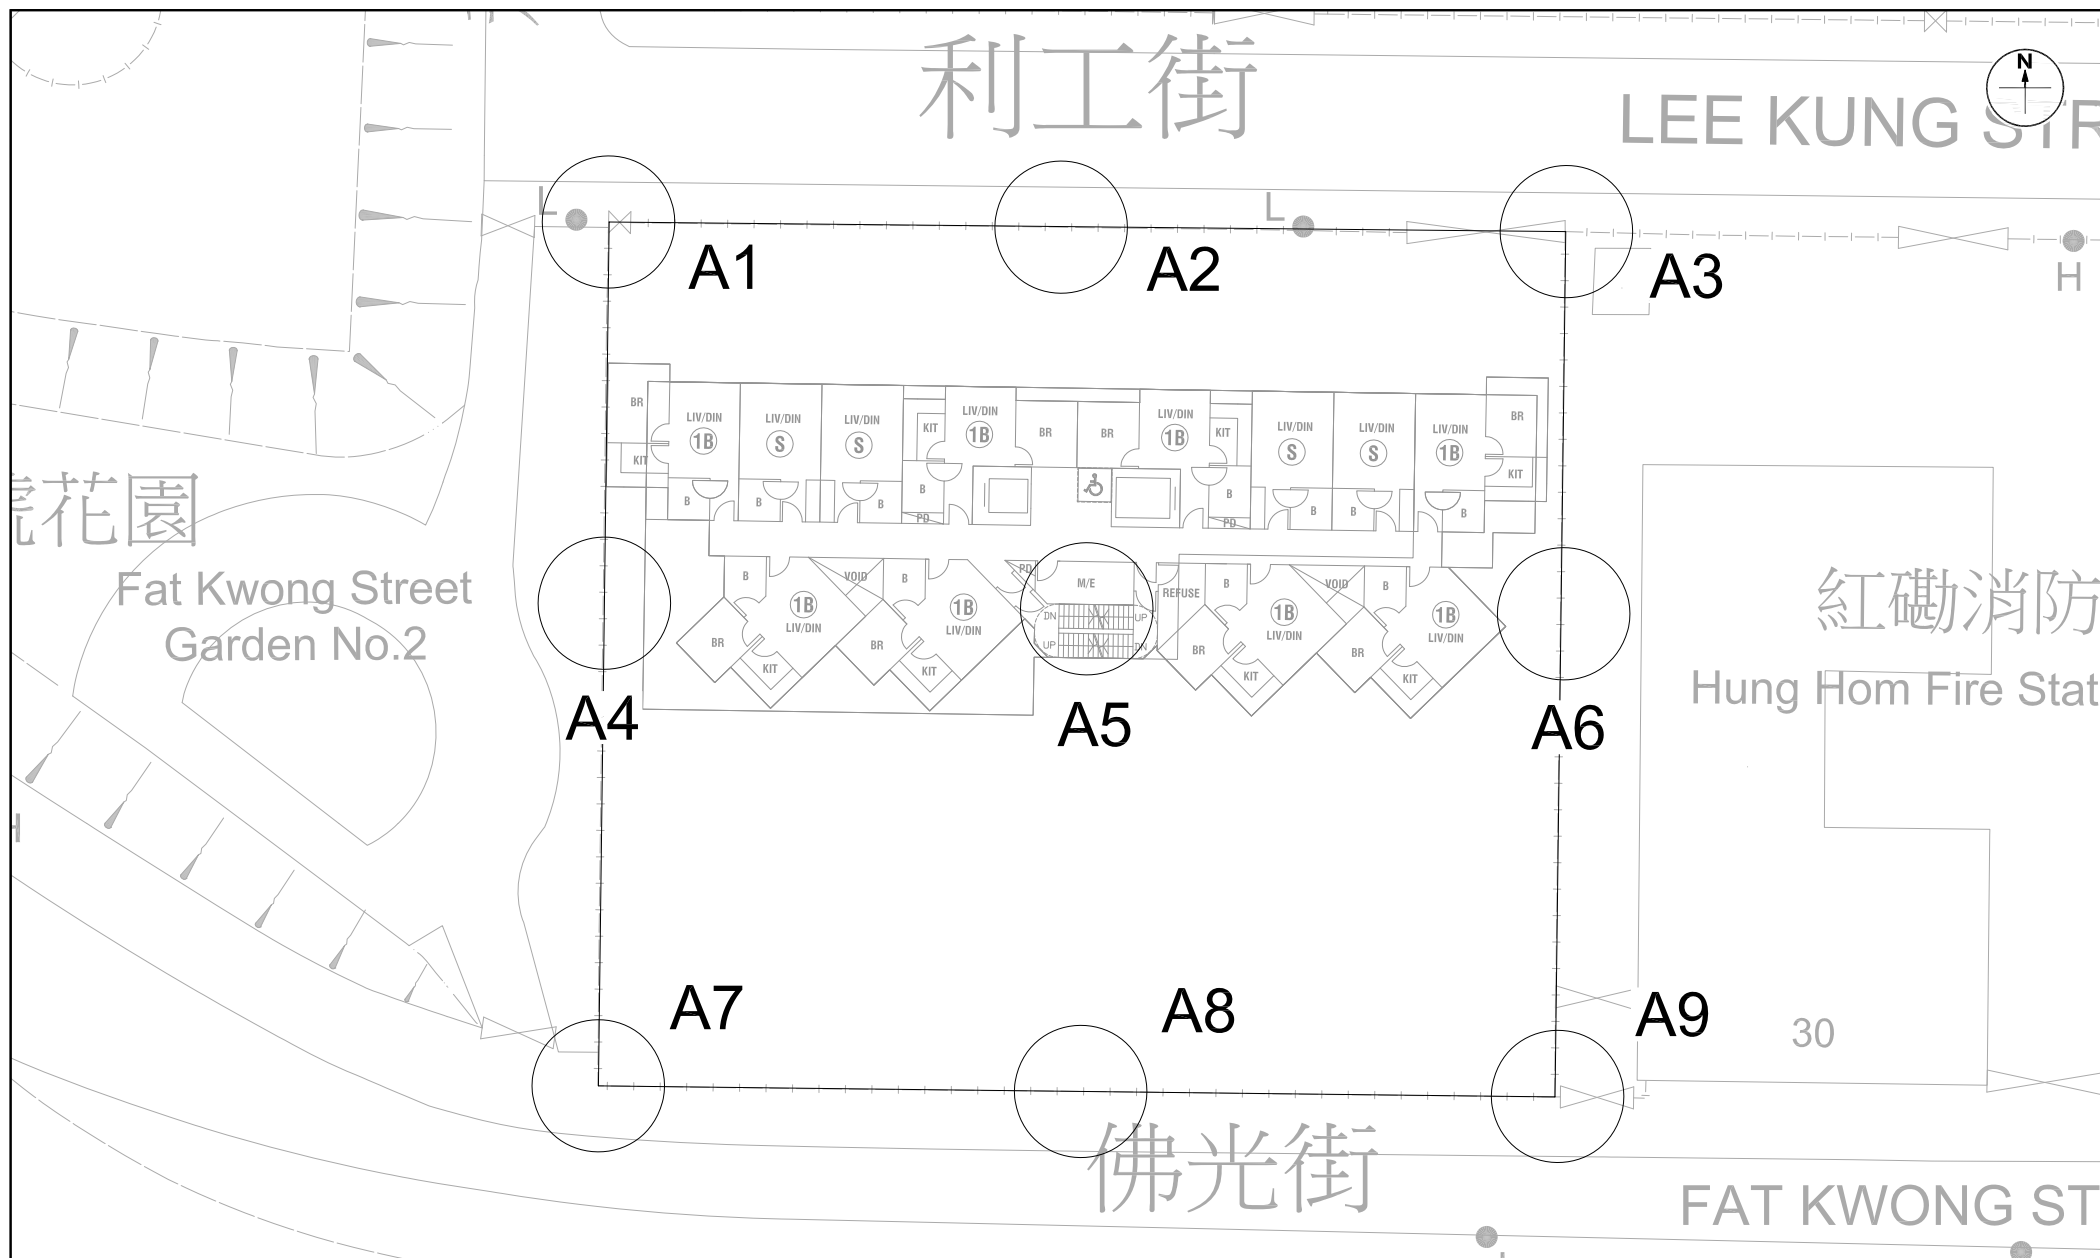 利工街
N
LEE KUNG STR
L
L
A1
A2
A3
H
BR
LIV/DIN
1B
KIT
B
LIV/DIN
S
B
LIV/DIN
S
B
KIT
LIV/DIN
1B
BR
B
PD
BR
LIV/DIN
1B
KIT
B
PD
LIV/DIN
S
B
LIV/DIN
S
B
LIV/DIN
1B
B
BR
KIT
花園
Fat Kwong Street
Garden No.2
B
VOID
1B
LIV/DIN
BR
KIT
B
1B
LIV/DIN
BR
KIT
PD
M/E
DN
UP
UP
DN
REFUSE
B
VOID
1B
LIV/DIN
BR
KIT
B
1B
LIV/DIN
BR
KIT
紅磡消防
Hung Hom Fire Stat
A4
A5
A6
H
A7
A8
A9
30
佛光街
FAT KWONG ST